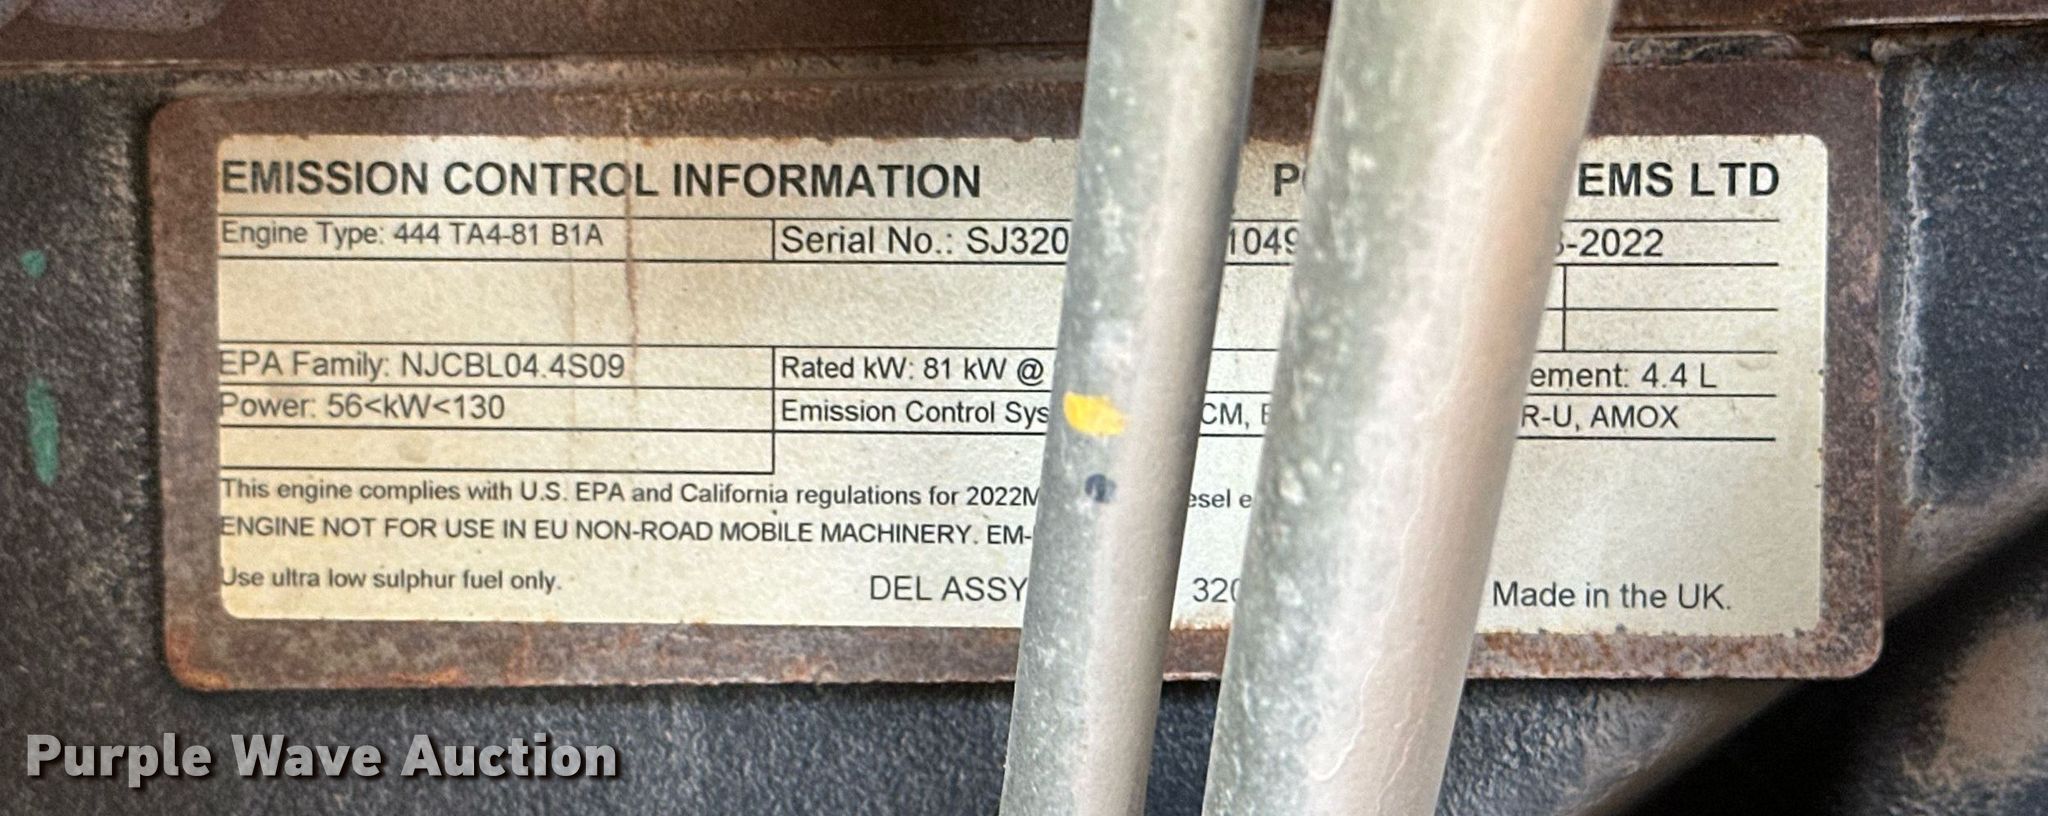 EMISSION CONTROL INFORMATION EMS LTD
Engine Type: 444 TA4-81 B1A Serial No.: SJ320 1049 -2022
EPA Family: NJCBL04.4S09 Rated kW: 81 kW @ ement: 4.4 L
Power: 56<kW<130 Emission Control Sys CM, R-U, AMOX
This engine complies with U.S. EPA and California regulations for 2022M esel e
ENGINE NOT FOR USE IN EU NON-ROAD MOBILE MACHINERY. EM-
Use ultra low sulphur fuel only. DEL ASSY 320 Made in the UK.
Purple Wave Auction